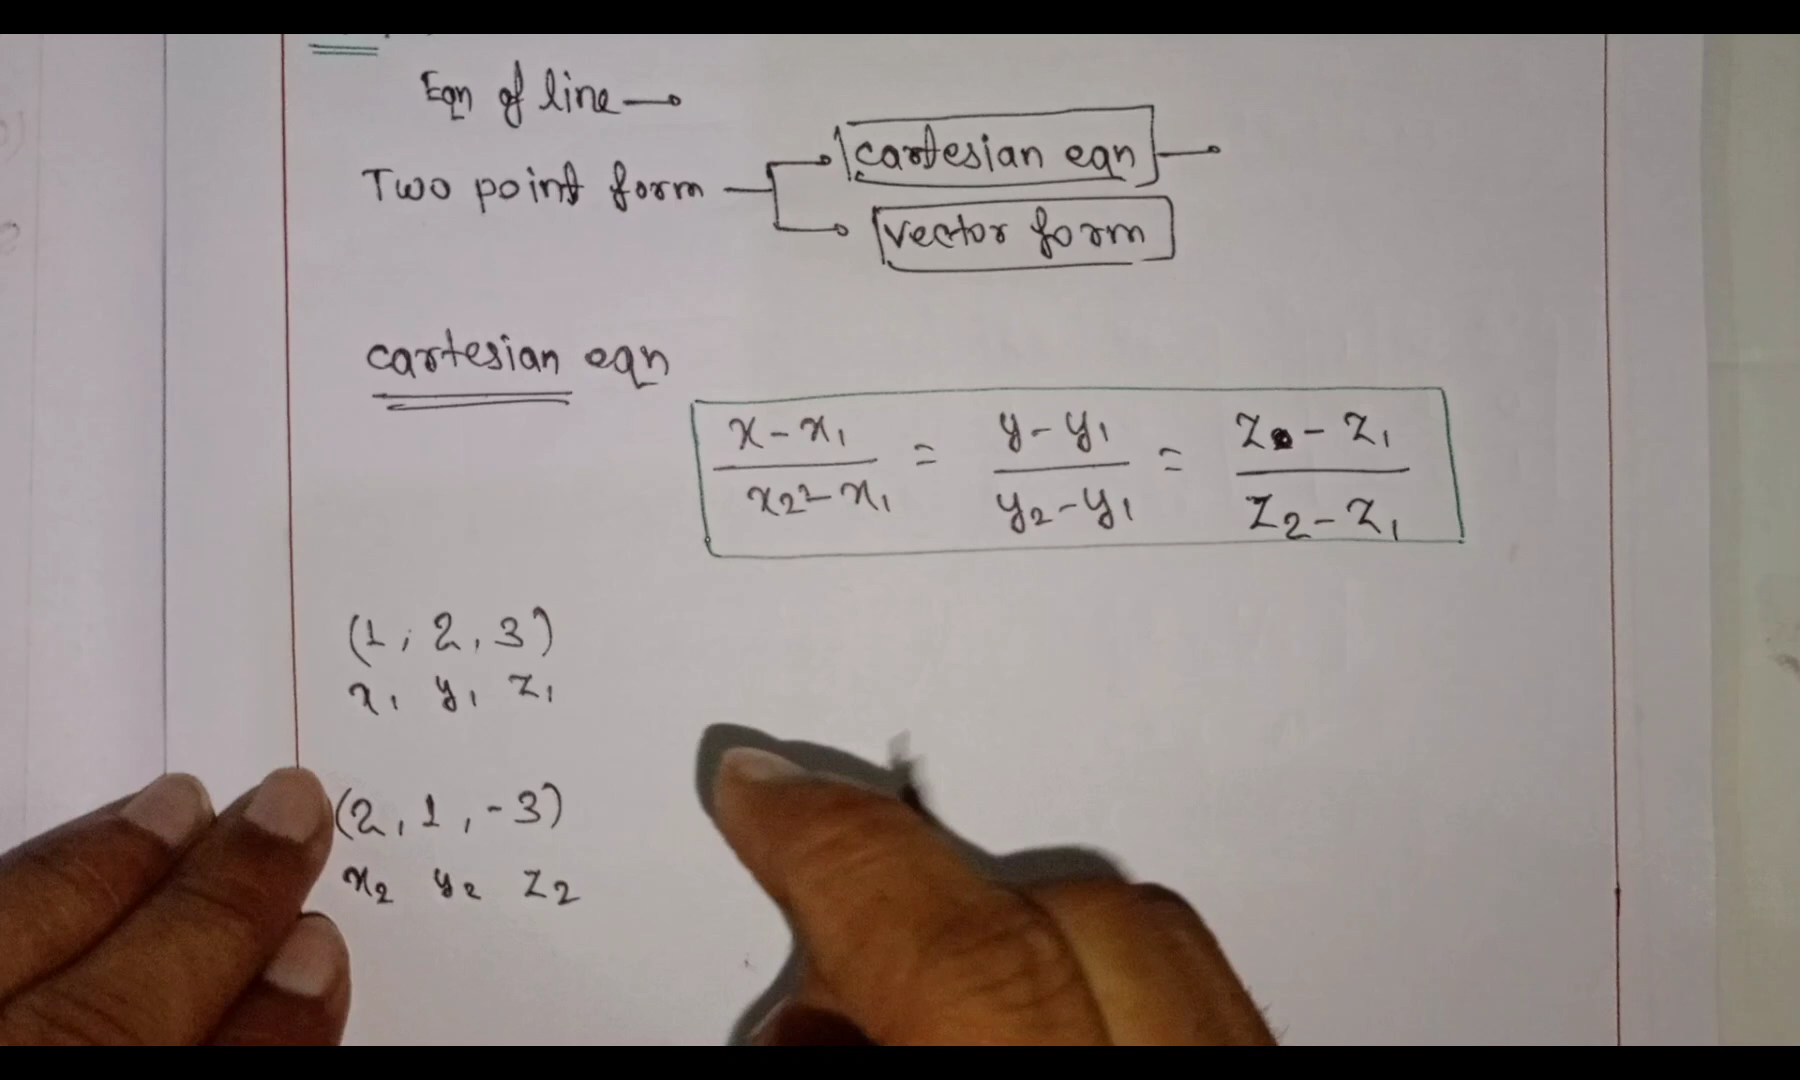 Eqn of line
Two point form
cartesian eqn
vector form
cartesian eqn
x - x₁ / x₂ - x₁ = y - y₁ / y₂ - y₁ = z - z₁ / z₂ - z₁
(1, 2, 3)
x₁ y₁ z₁
(2, 1, -3)
x₂ y₂ z₂